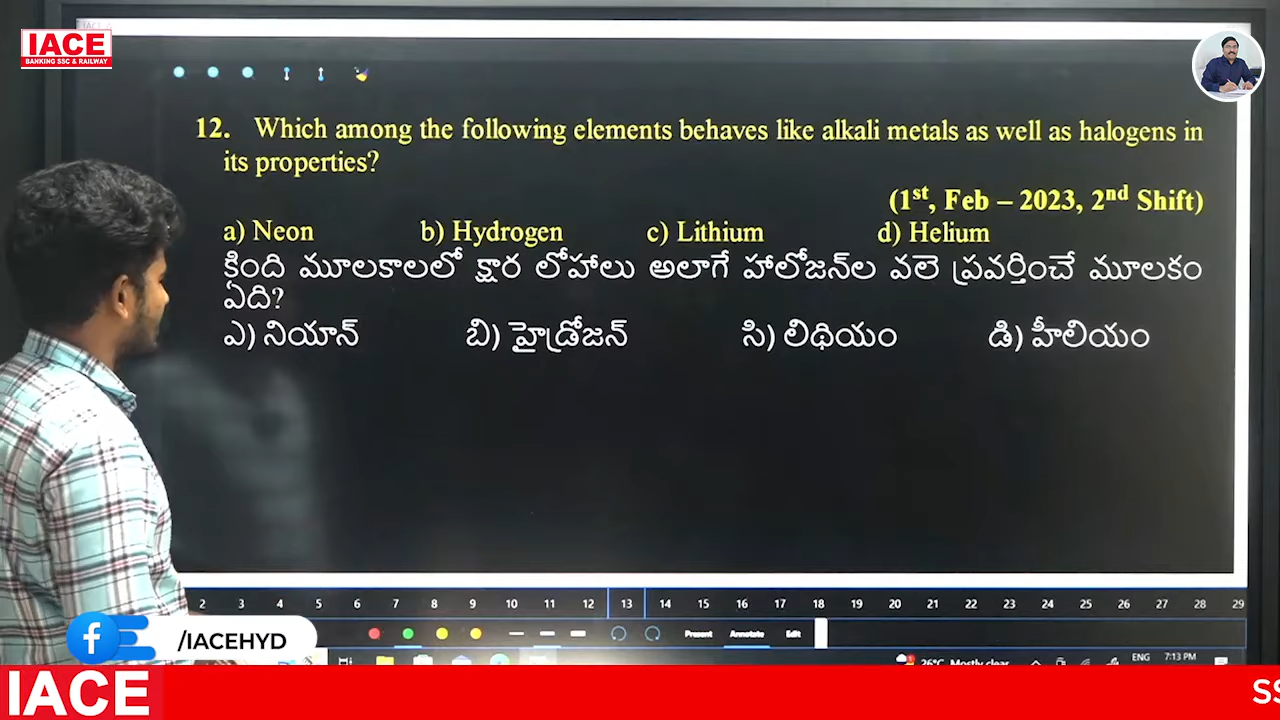 IACE
BANKING SSC & RAILWAY
12. Which among the following elements behaves like alkali metals as well as halogens in
its properties?
(1st, Feb – 2023, 2nd Shift)
a) Neon b) Hydrogen c) Lithium d) Helium
కింది మూలకాలలో క్షార లోహాలు అలాగే హాలోజన్‌ల వలె ప్రవర్తించే మూలకం
ఏది?
ఎ) నియాన్ బి) హైడ్రోజన్ సి) లిథియం డి) హీలియం
2 3 4 5 6 7 8 9 10 11 12 13 14 15 16 17 18 19 20 21 22 23 24 25 26 27 28 29
Present Annotate Edit
f /IACEHYD
26°C Mostly clear ENG 7:13 PM
IACE